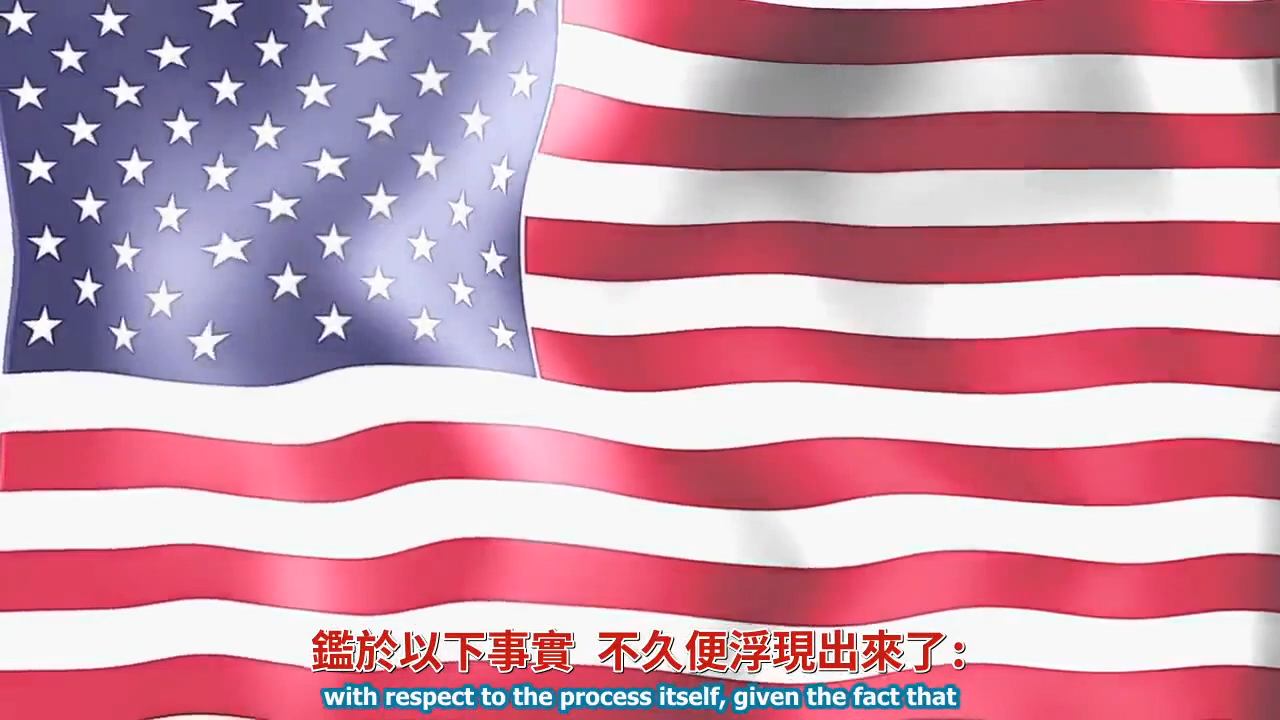 鑑於以下事實 不久便浮現出來了：
with respect to the process itself, given the fact that